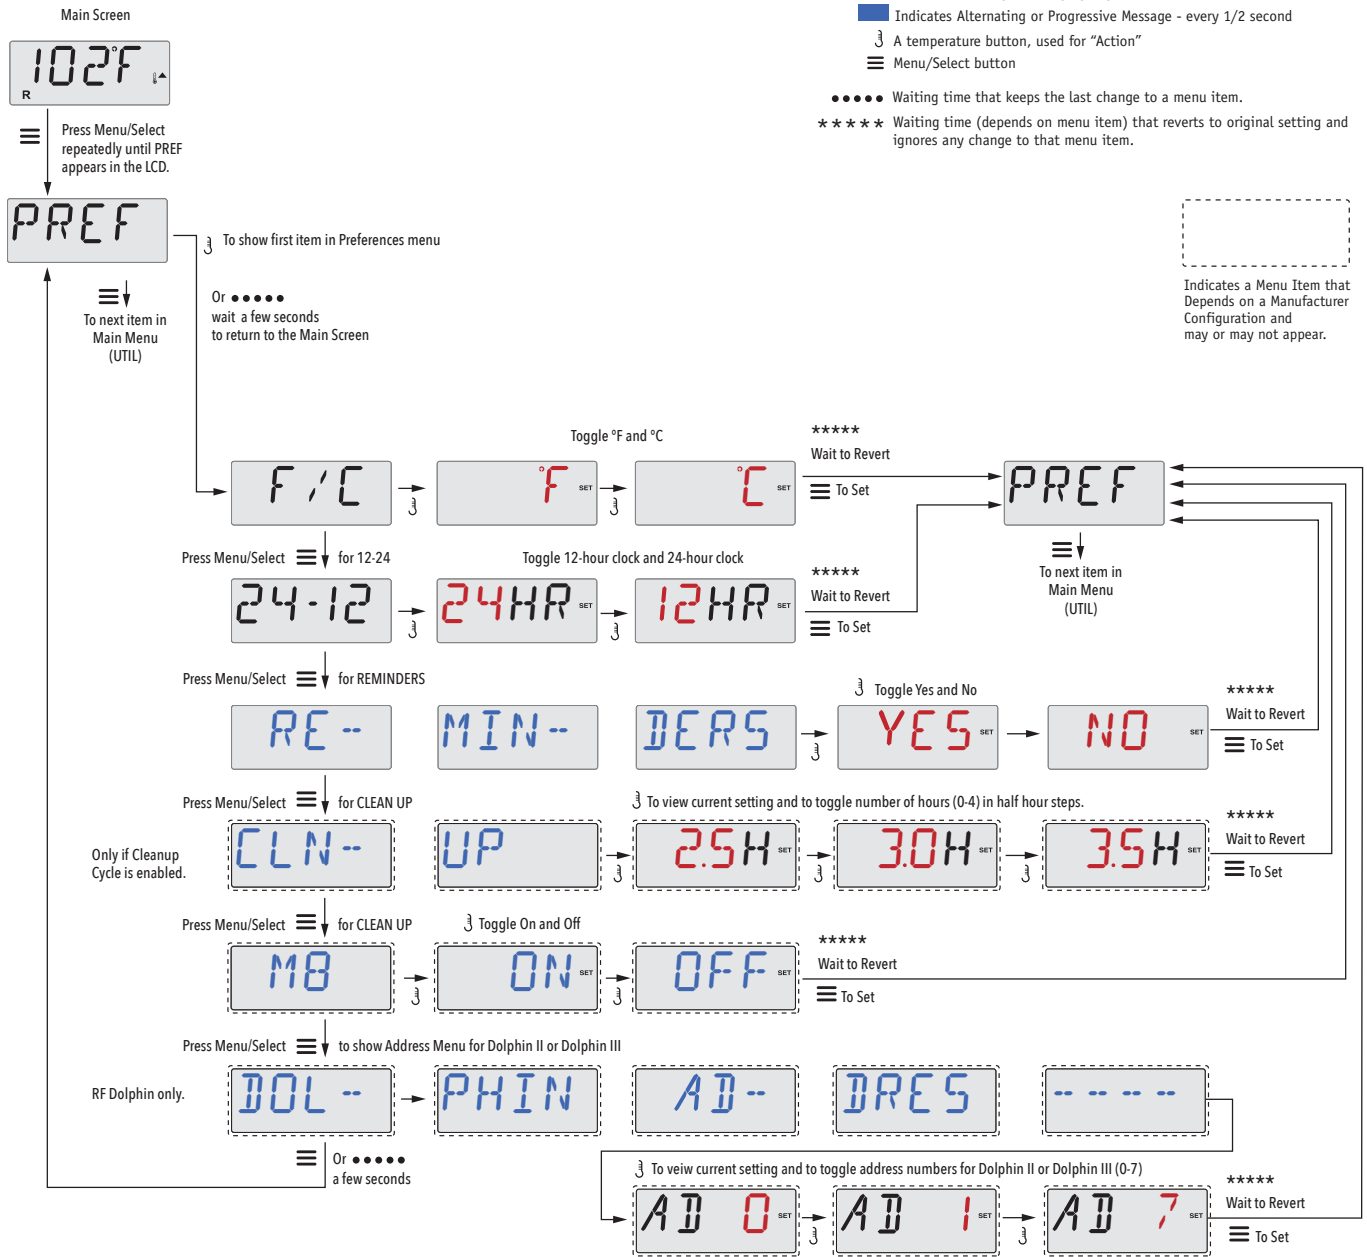 Main Screen
Indicates Alternating or Progressive Message - every 1/2 second
A temperature button, used for “Action”
Menu/Select button
Waiting time that keeps the last change to a menu item.
***** Waiting time (depends on menu item) that reverts to original setting and
ignores any change to that menu item.
102°F
R
Press Menu/Select
repeatedly until PREF
appears in the LCD.
PREF
To show first item in Preferences menu
Or •••••
wait a few seconds
to return to the Main Screen
To next item in
Main Menu
(UTIL)
Indicates a Menu Item that
Depends on a Manufacturer
Configuration and
may or may not appear.
Toggle °F and °C
*****
Wait to Revert
To Set
F/C
°F SET
°C SET
PREF
To next item in
Main Menu
(UTIL)
Press Menu/Select for 12-24
Toggle 12-hour clock and 24-hour clock
*****
Wait to Revert
To Set
24-12
24HR SET
12HR SET
Press Menu/Select for REMINDERS
Toggle Yes and No
*****
Wait to Revert
To Set
RE-
MIN-
DERS
YES SET
NO SET
Press Menu/Select for CLEAN UP
To view current setting and to toggle number of hours (0-4) in half hour steps.
*****
Wait to Revert
To Set
Only if Cleanup
Cycle is enabled.
CLN-
UP
2.5H SET
3.0H SET
3.5H SET
Press Menu/Select for CLEAN UP
Toggle On and Off
*****
Wait to Revert
To Set
M8
ON SET
OFF SET
Press Menu/Select to show Address Menu for Dolphin II or Dolphin III
RF Dolphin only.
DOL-
PHIN
AD-
DRES
----
Or •••••
a few seconds
To veiw current setting and to toggle address numbers for Dolphin II or Dolphin III (0-7)
*****
Wait to Revert
To Set
AD 0 SET
AD 1 SET
AD 7 SET